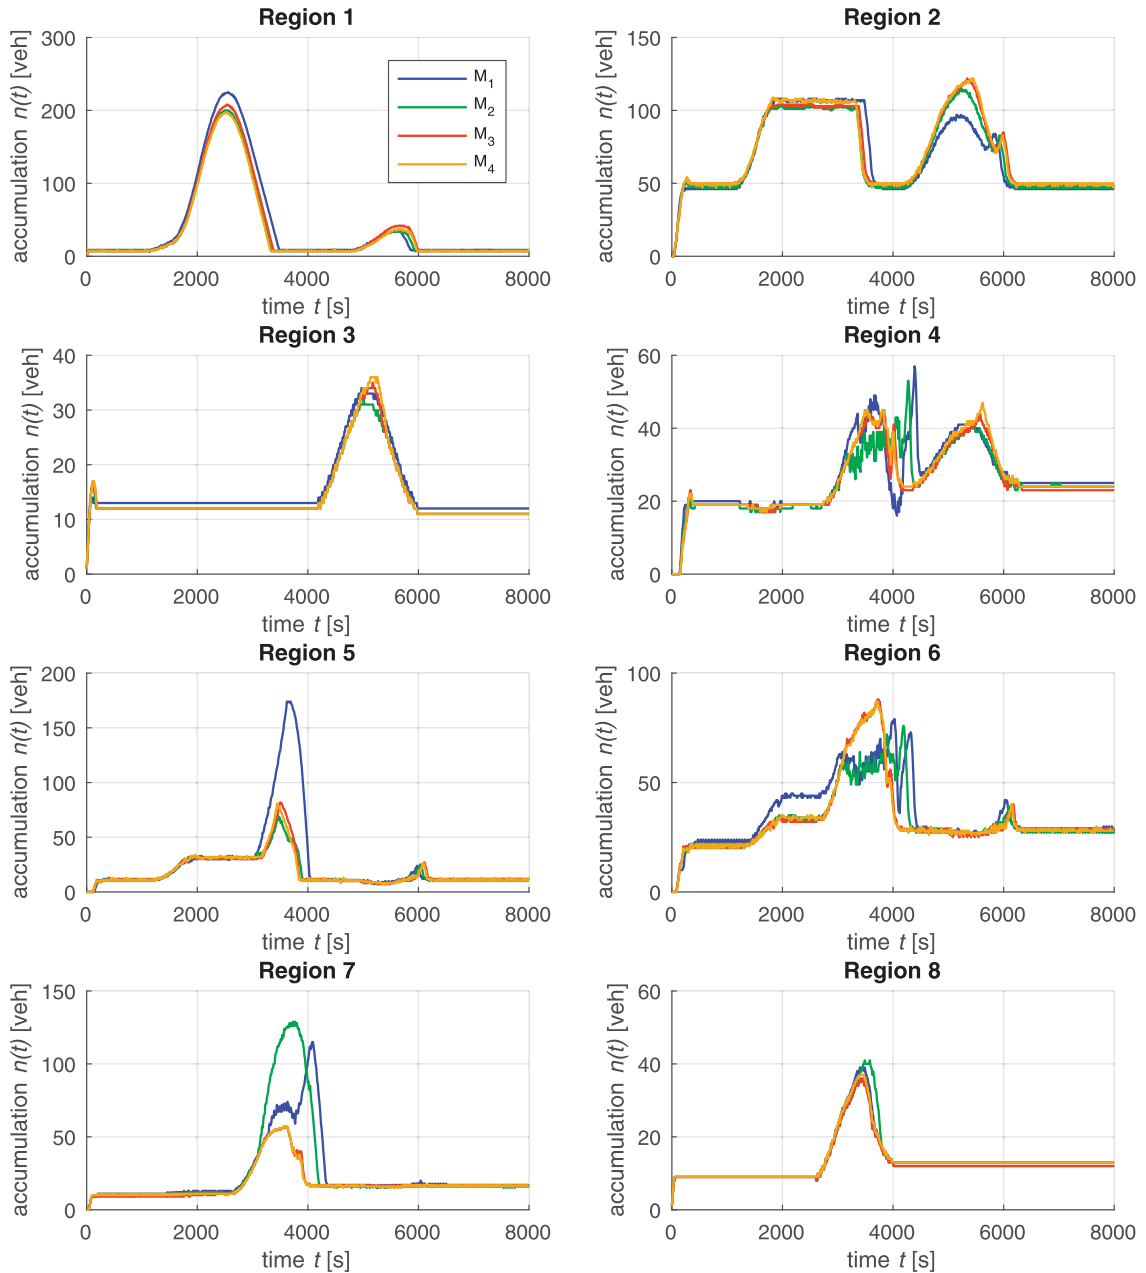 Region 1
accumulation n(t) [veh]
300
200
100
0
0 2000 4000 6000 8000
time t [s]
M1
M2
M3
M4
Region 2
accumulation n(t) [veh]
150
100
50
0
0 2000 4000 6000 8000
time t [s]
Region 3
accumulation n(t) [veh]
40
30
20
10
0
0 2000 4000 6000 8000
time t [s]
Region 4
accumulation n(t) [veh]
60
40
20
0
0 2000 4000 6000 8000
time t [s]
Region 5
accumulation n(t) [veh]
200
150
100
50
0
0 2000 4000 6000 8000
time t [s]
Region 6
accumulation n(t) [veh]
100
50
0
0 2000 4000 6000 8000
time t [s]
Region 7
accumulation n(t) [veh]
150
100
50
0
0 2000 4000 6000 8000
time t [s]
Region 8
accumulation n(t) [veh]
60
40
20
0
0 2000 4000 6000 8000
time t [s]